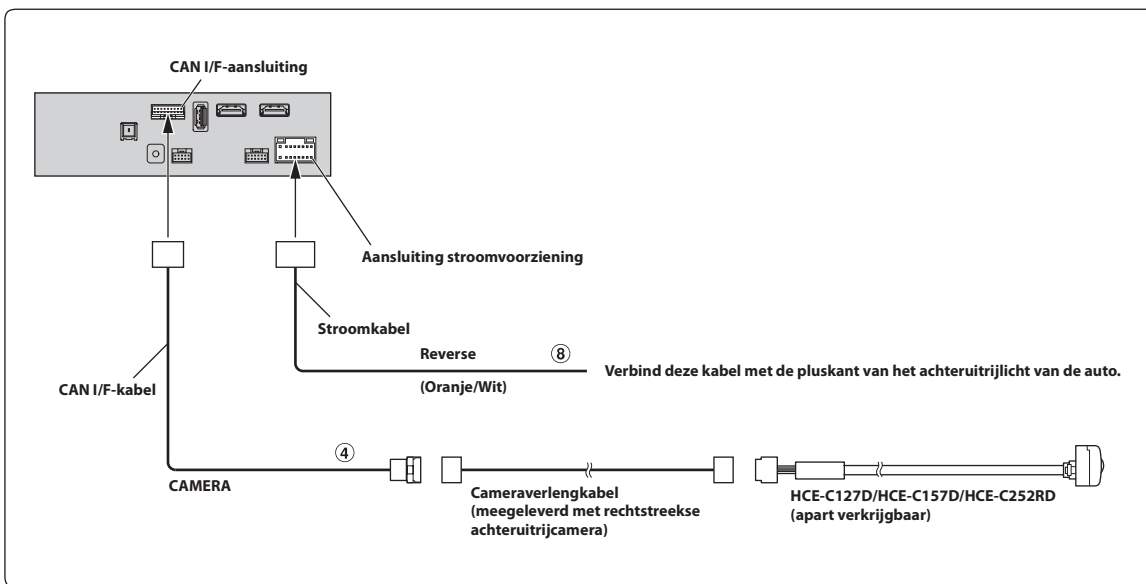 CAN I/F-aansluiting
Aansluiting stroomvoorziening
Stroomkabel
Reverse
⑧
Verbind deze kabel met de pluskant van het achteruitrijlicht van de auto.
(Oranje/Wit)
CAN I/F-kabel
④
CAMERA
Cameraverlengkabel
(meegeleverd met rechtstreekse
achteruitrijcamera)
HCE-C127D/HCE-C157D/HCE-C252RD
(apart verkrijgbaar)